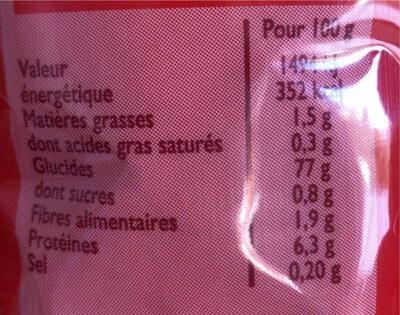 Pour 100 g
Valeur
énergétique 352 kcal
Matières grasses 1,5 g
dont acides gras saturés 0,3 g
Glucides 77 g
dont sucres 0,8 g
Fibres alimentaires 1,9 g
Protéines 6,3 g
Sel 0,20 g